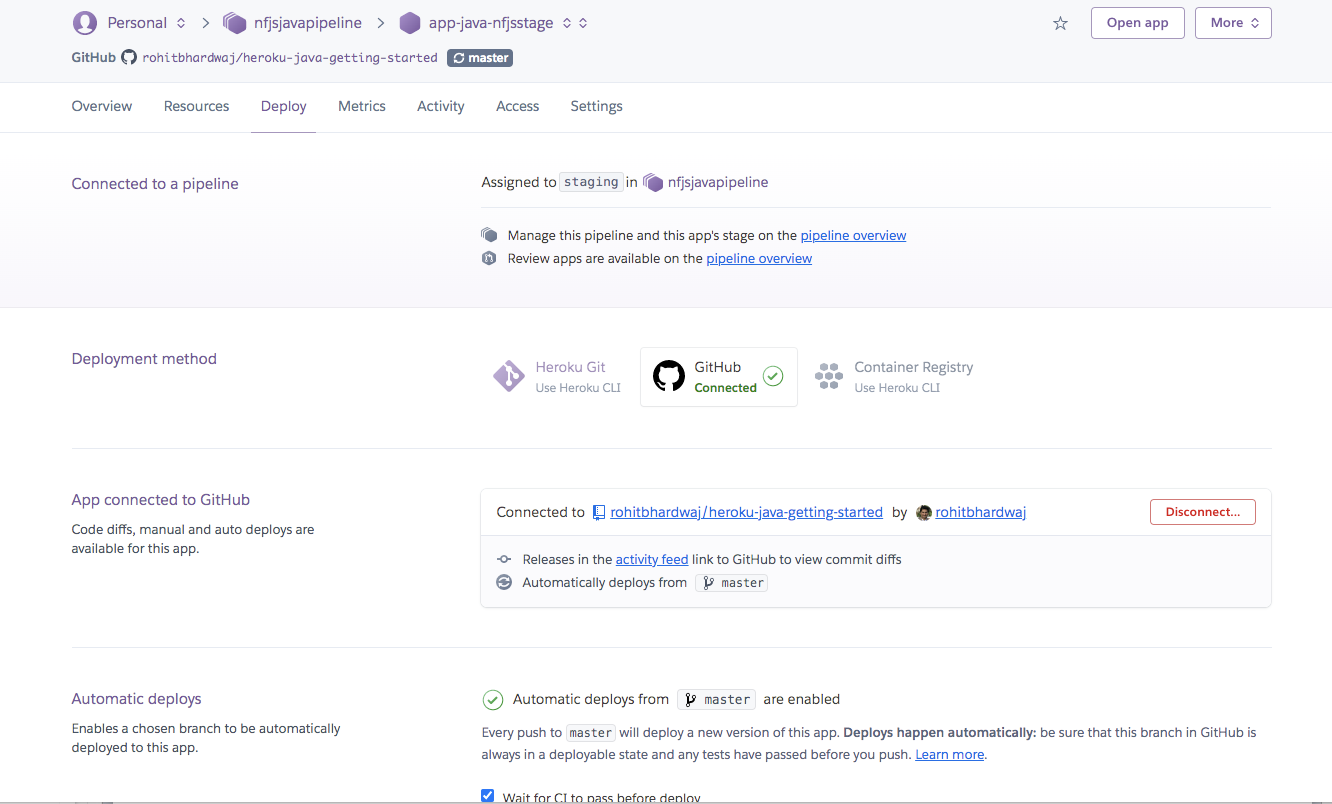 Personal nfjsjavapipeline app-java-nfjsstage Open app More
GitHub rohitbhardwaj/heroku-java-getting-started master
Overview Resources Deploy Metrics Activity Access Settings
Connected to a pipeline
Assigned to staging in nfjsjavapipeline
Manage this pipeline and this app's stage on the pipeline overview
Review apps are available on the pipeline overview
Deployment method
Heroku Git
Use Heroku CLI
GitHub
Connected
Container Registry
Use Heroku CLI
App connected to GitHub
Code diffs, manual and auto deploys are
available for this app.
Connected to rohitbhardwaj/heroku-java-getting-started by rohitbhardwaj Disconnect...
Releases in the activity feed link to GitHub to view commit diffs
Automatically deploys from master
Automatic deploys
Enables a chosen branch to be automatically
deployed to this app.
Automatic deploys from master are enabled
Every push to master will deploy a new version of this app. Deploys happen automatically: be sure that this branch in GitHub is
always in a deployable state and any tests have passed before you push. Learn more.
Wait for CI to pass before deploy